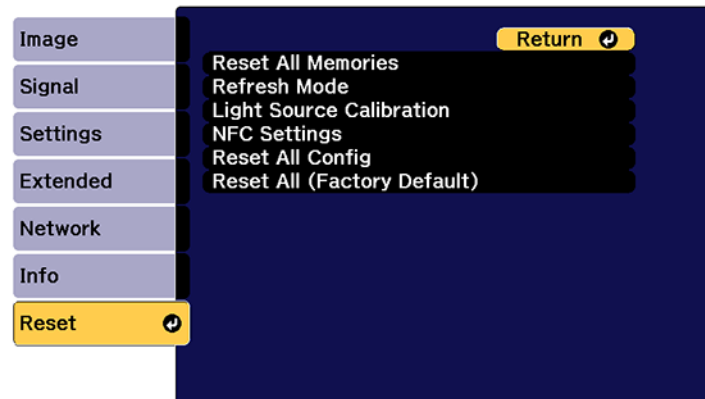 Image
Signal
Settings
Extended
Network
Info
Reset
Return
Reset All Memories
Refresh Mode
Light Source Calibration
NFC Settings
Reset All Config
Reset All (Factory Default)